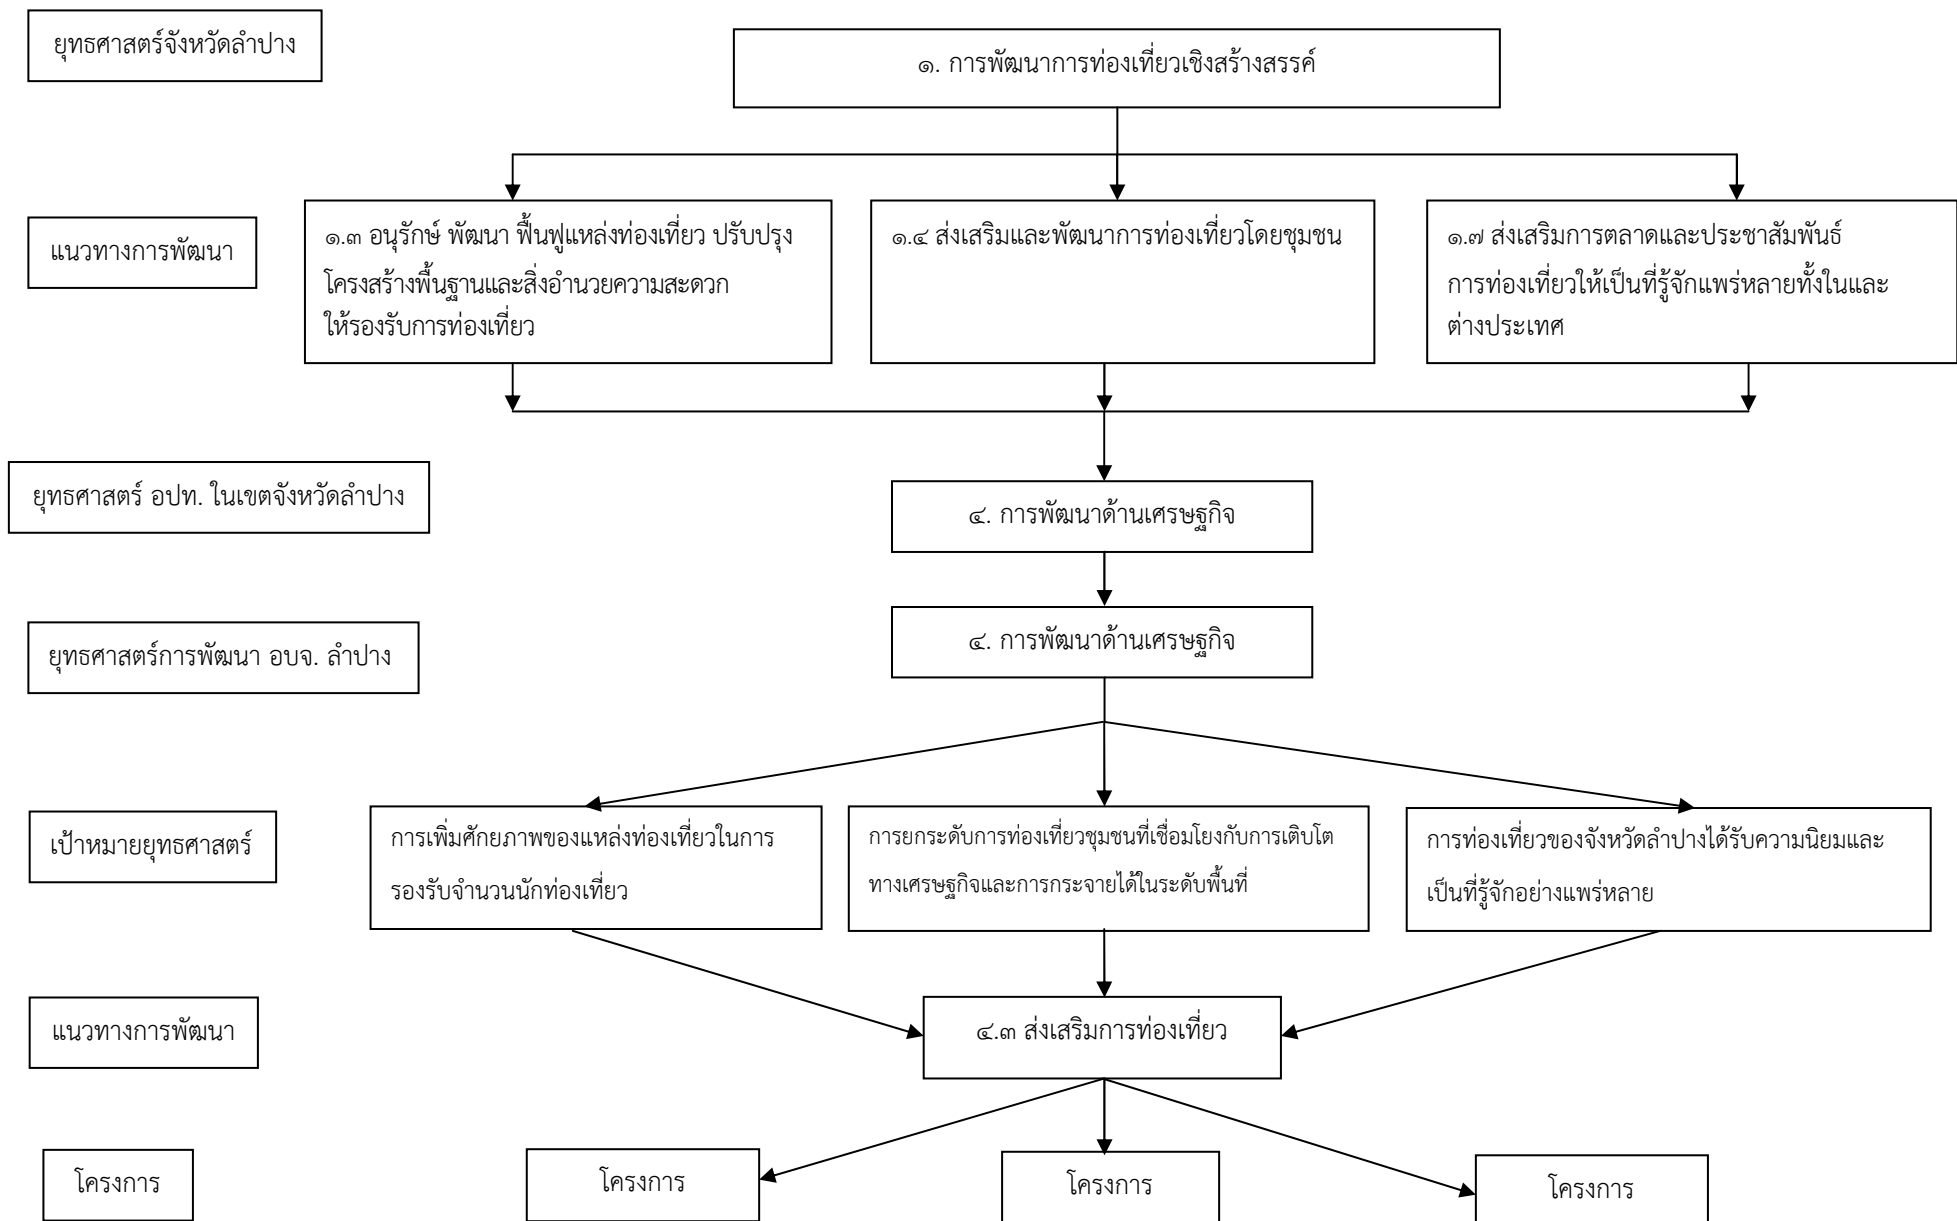 ยุทธศาสตร์จังหวัดลำปาง
๑. การพัฒนาการท่องเที่ยวเชิงสร้างสรรค์
แนวทางการพัฒนา
๑.๓ อนุรักษ์ พัฒนา ฟื้นฟูแหล่งท่องเที่ยว ปรับปรุง
โครงสร้างพื้นฐานและสิ่งอำนวยความสะดวก
ให้รองรับการท่องเที่ยว
๑.๔ ส่งเสริมและพัฒนาการท่องเที่ยวโดยชุมชน
๑.๗ ส่งเสริมการตลาดและประชาสัมพันธ์
การท่องเที่ยวให้เป็นที่รู้จักแพร่หลายทั้งในและ
ต่างประเทศ
ยุทธศาสตร์ อปท. ในเขตจังหวัดลำปาง
๔. การพัฒนาด้านเศรษฐกิจ
ยุทธศาสตร์การพัฒนา อบจ. ลำปาง
๔. การพัฒนาด้านเศรษฐกิจ
เป้าหมายยุทธศาสตร์
การเพิ่มศักยภาพของแหล่งท่องเที่ยวในการ
รองรับจำนวนนักท่องเที่ยว
การยกระดับการท่องเที่ยวชุมชนที่เชื่อมโยงกับการเติบโต
ทางเศรษฐกิจและการกระจายได้ในระดับพื้นที่
การท่องเที่ยวของจังหวัดลำปางได้รับความนิยมและ
เป็นที่รู้จักอย่างแพร่หลาย
แนวทางการพัฒนา
๔.๓ ส่งเสริมการท่องเที่ยว
โครงการ
โครงการ
โครงการ
โครงการ